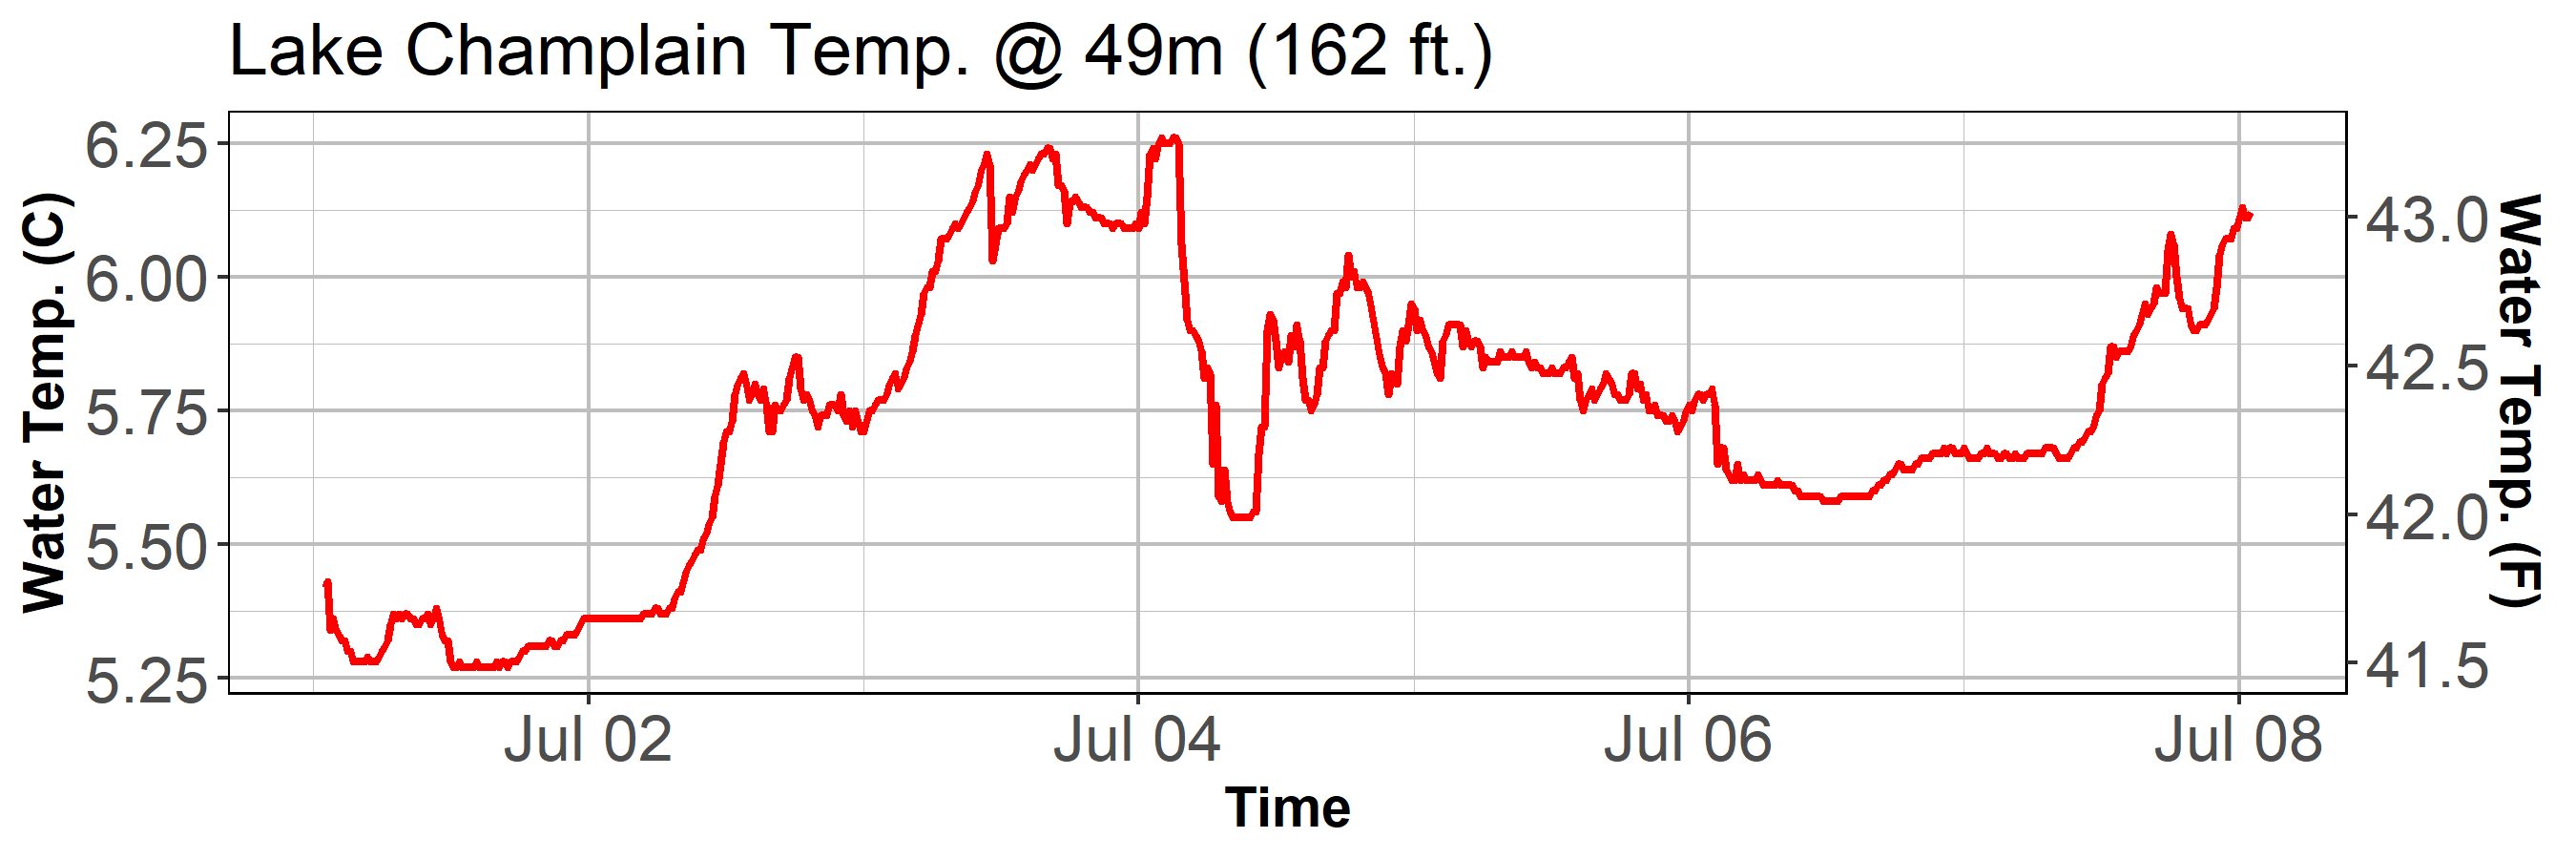 Lake Champlain Temp. @ 49m (162 ft.)
Water Temp. (C)
6.25
6.00
5.75
5.50
5.25
43.0
42.5
42.0
41.5
Water Temp. (F)
Jul 02 Jul 04 Jul 06 Jul 08
Time